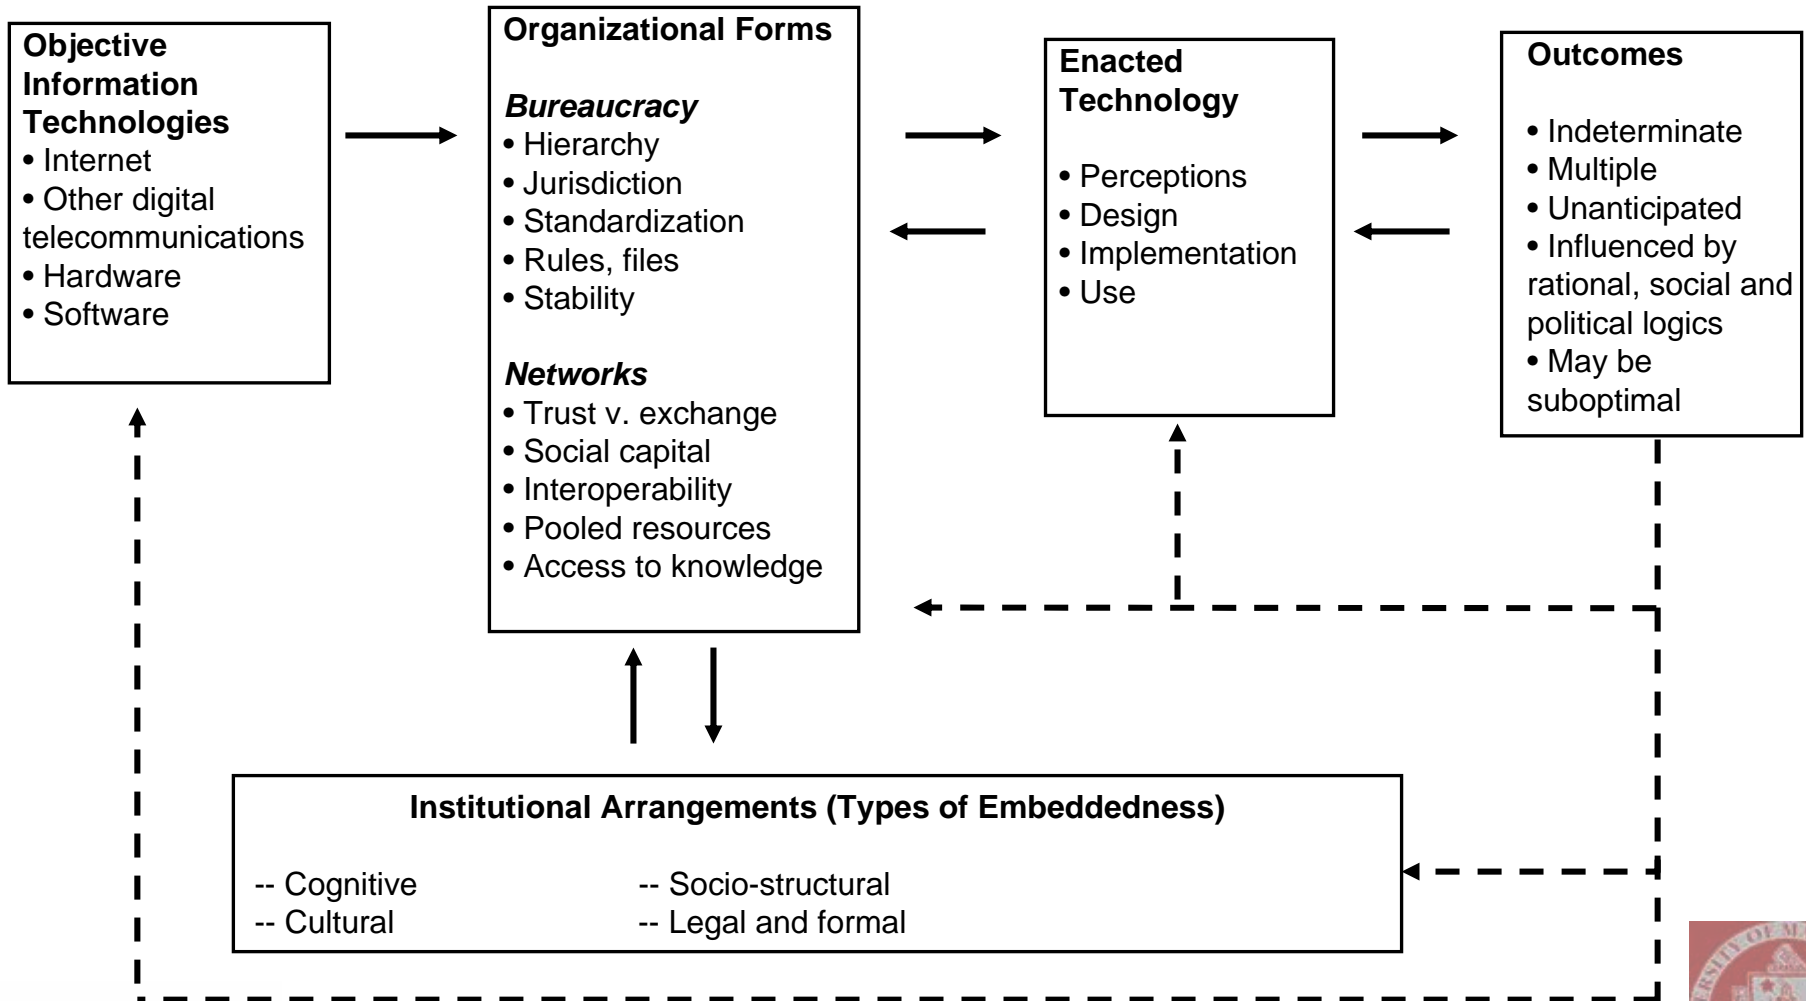 Objective
Information
Technologies
• Internet
• Other digital
telecommunications
• Hardware
• Software
Organizational Forms
Bureaucracy
• Hierarchy
• Jurisdiction
• Standardization
• Rules, files
• Stability
Networks
• Trust v. exchange
• Social capital
• Interoperability
• Pooled resources
• Access to knowledge
Enacted
Technology
• Perceptions
• Design
• Implementation
• Use
Outcomes
• Indeterminate
• Multiple
• Unanticipated
• Influenced by
rational, social and
political logics
• May be
suboptimal
Institutional Arrangements (Types of Embeddedness)
-- Cognitive
-- Cultural
-- Socio-structural
-- Legal and formal